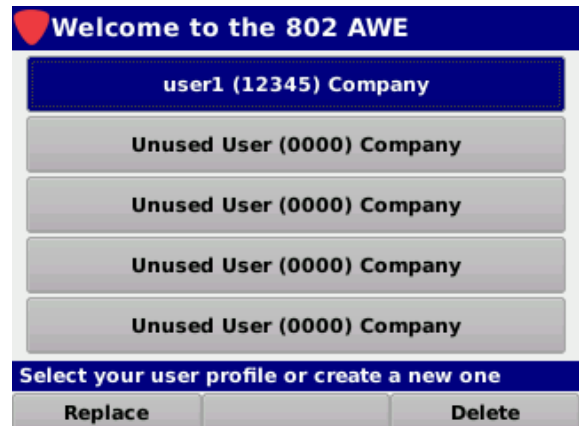 Welcome to the 802 AWE
user1 (12345) Company
Unused User (0000) Company
Unused User (0000) Company
Unused User (0000) Company
Unused User (0000) Company
Select your user profile or create a new one
Replace Delete